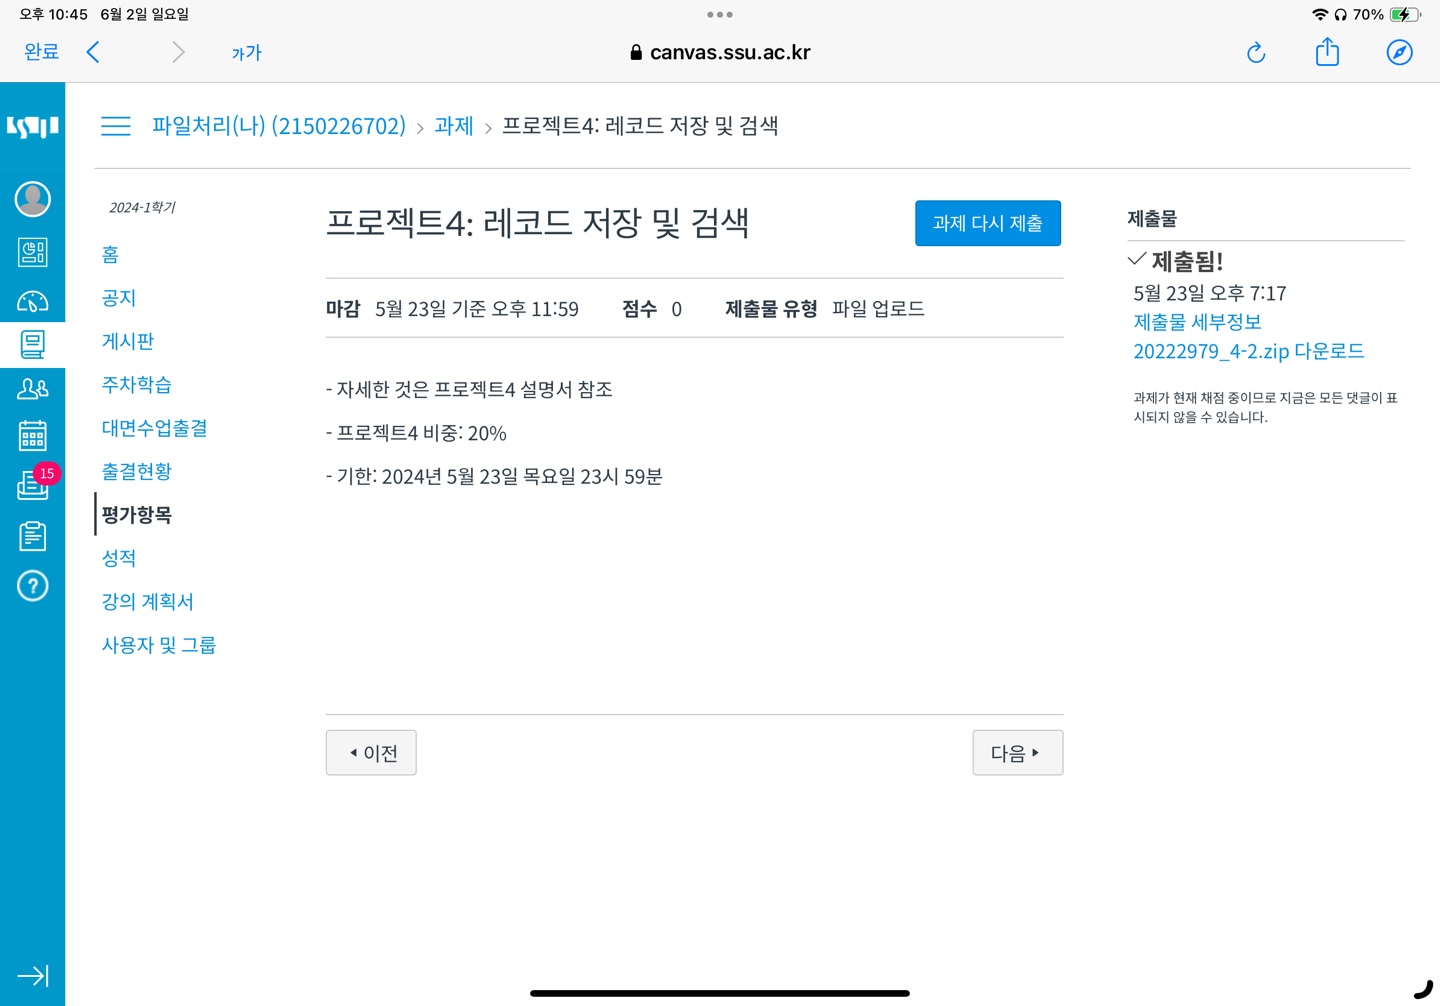 오후 10:45 6월 2일 일요일
70%
완료
가가
canvas.ssu.ac.kr
파일처리(나) (2150226702) > 과제 > 프로젝트4: 레코드 저장 및 검색
2024-1학기
홈
공지
게시판
주차학습
대면수업출결
출결현황
평가항목
성적
강의 계획서
사용자 및 그룹
15
프로젝트4: 레코드 저장 및 검색
과제 다시 제출
마감 5월 23일 기준 오후 11:59 점수 0 제출물 유형 파일 업로드
- 자세한 것은 프로젝트4 설명서 참조
- 프로젝트4 비중: 20%
- 기한: 2024년 5월 23일 목요일 23시 59분
이전
다음
제출물
제출됨!
5월 23일 오후 7:17
제출물 세부정보
20222979_4-2.zip 다운로드
과제가 현재 채점 중이므로 지금은 모든 댓글이 표
시되지 않을 수 있습니다.